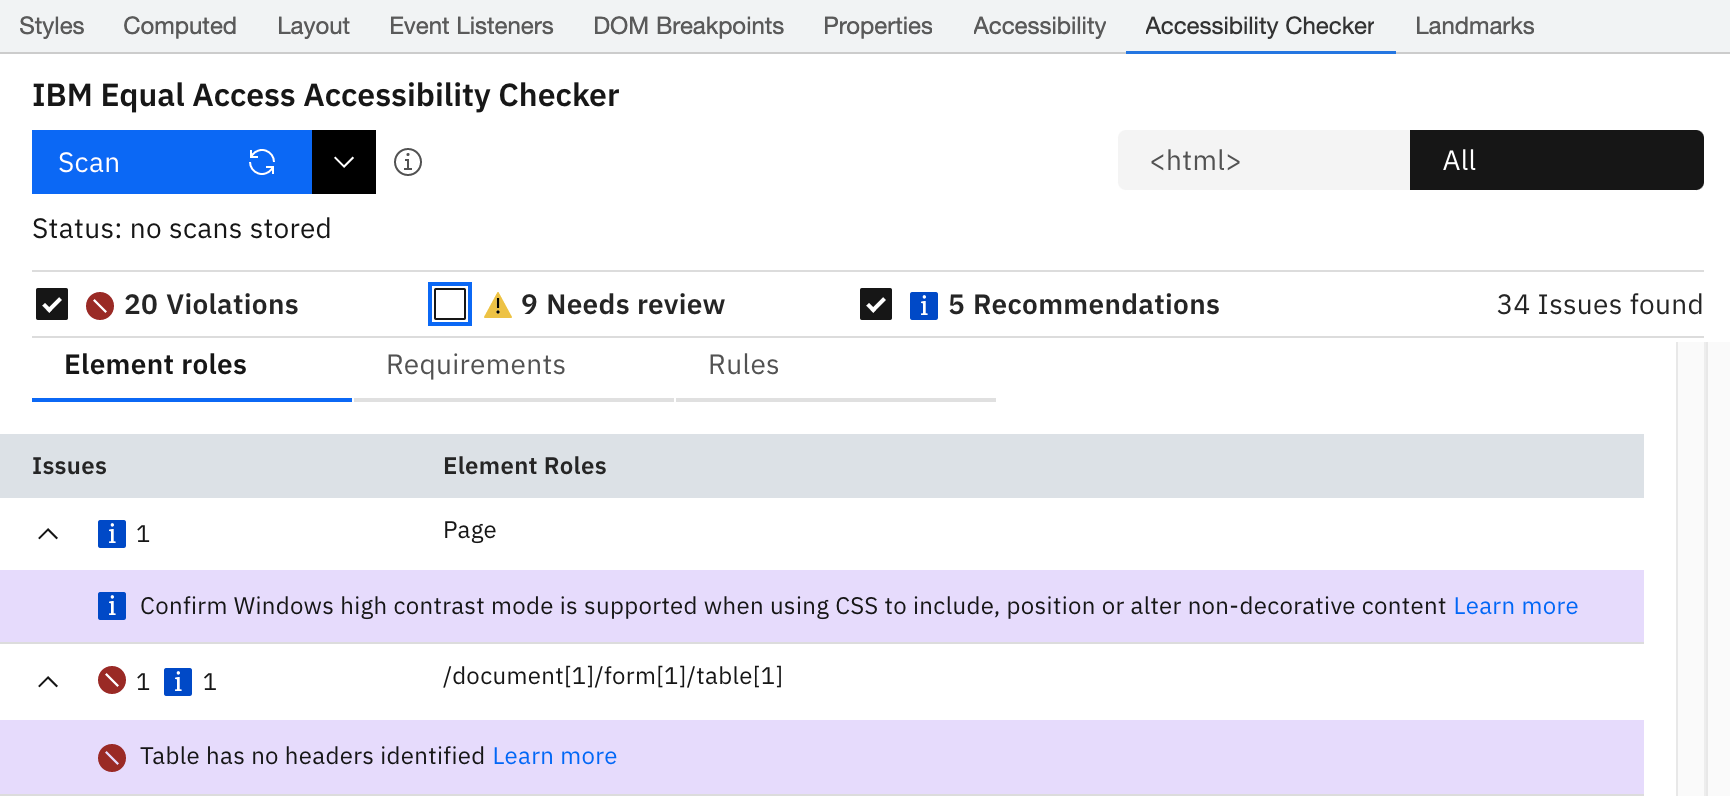 Styles Computed Layout Event Listeners DOM Breakpoints Properties Accessibility Accessibility Checker Landmarks
IBM Equal Access Accessibility Checker
Scan <html> All
Status: no scans stored
20 Violations 9 Needs review 5 Recommendations 34 Issues found
Element roles Requirements Rules
Issues Element Roles
1 Page
Confirm Windows high contrast mode is supported when using CSS to include, position or alter non-decorative content Learn more
1 1 /document[1]/form[1]/table[1]
Table has no headers identified Learn more